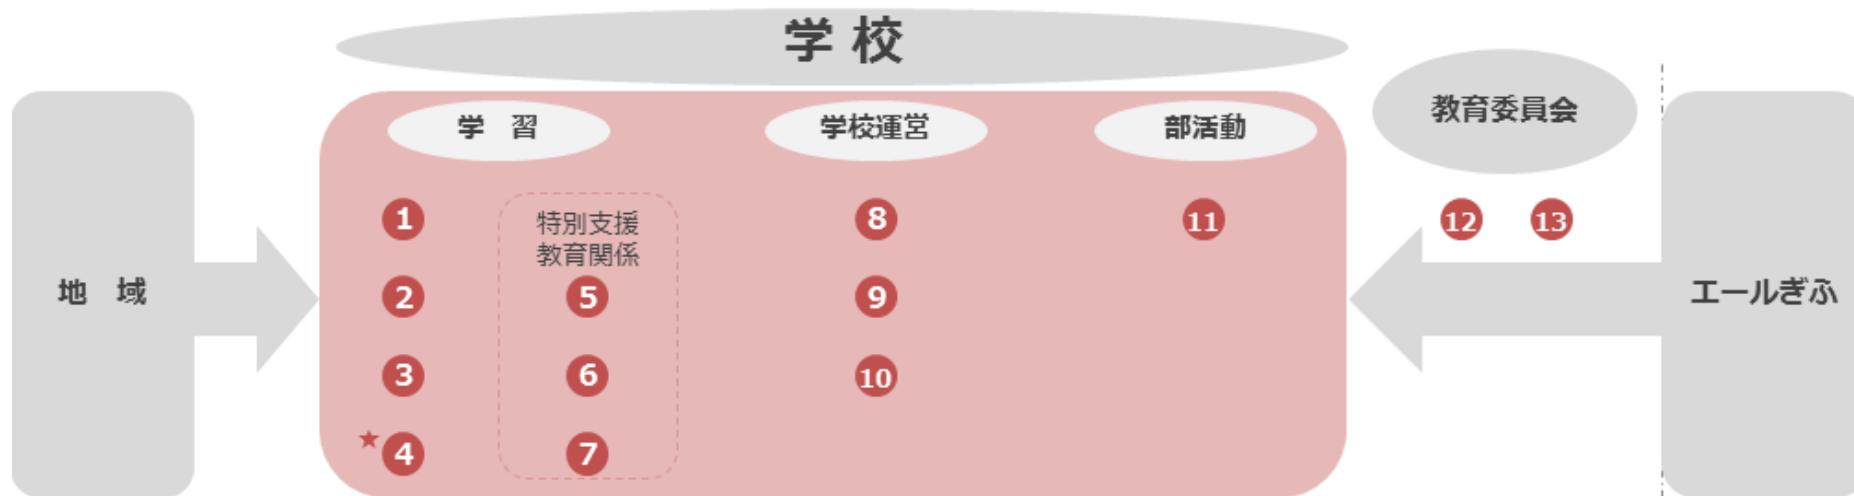 学 校
学　習
学校運営
部活動
教育委員会
地　域
エールぎふ
特別支援
教育関係
1
2
3
★4
5
6
7
8
9
10
11
12
13